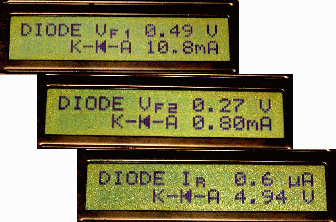 DIODE VF1 0.49 V
K-⧔-A 10.8mA
DIODE VF2 0.27 V
K-⧔-A 0.80mA
DIODE IR 0.6 µA
K-⧔-A 4.94 V